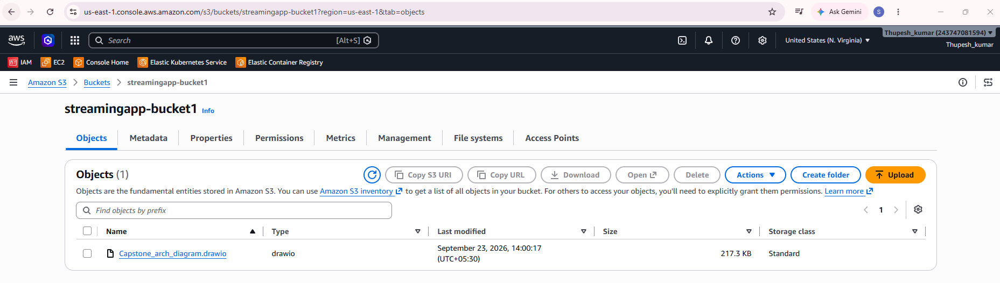 us-east-1.console.aws.amazon.com/s3/buckets/streamingapp-bucket1?region=us-east-1&tab=objects
Ask Gemini
S
aws
Search
[Alt+S]
United States (N. Virginia)
Thupesh_kumar (243747081594)
Thupesh_kumar
IAM
EC2
Console Home
Elastic Kubernetes Service
Elastic Container Registry
Amazon S3
Buckets
streamingapp-bucket1
streamingapp-bucket1 Info
Objects
Metadata
Properties
Permissions
Metrics
Management
File systems
Access Points
Objects (1)
Copy S3 URI
Copy URL
Download
Open
Delete
Actions
Create folder
Upload
Objects are the fundamental entities stored in Amazon S3. You can use Amazon S3 inventory to get a list of all objects in your bucket. For others to access your objects, you'll need to explicitly grant them permissions. Learn more
Find objects by prefix
1
Name
Type
Last modified
Size
Storage class
Capstone_arch_diagram.drawio
drawio
September 23, 2026, 14:00:17
(UTC+05:30)
217.3 KB
Standard